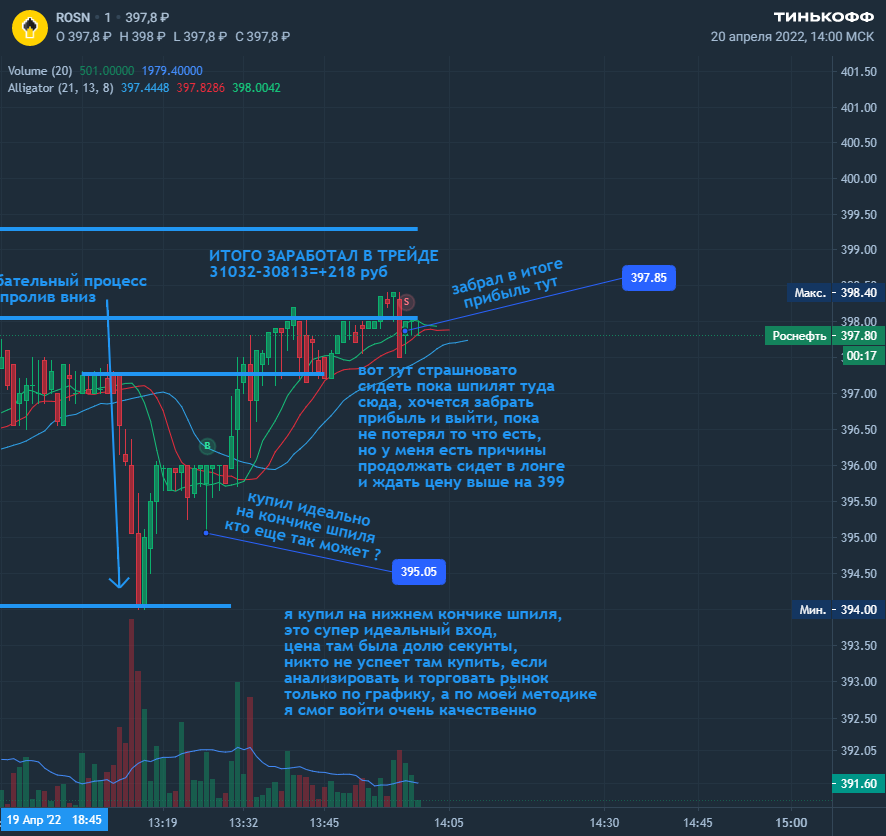 ROSN · 1 · 397,8 ₽
ТИНЬКОФФ
O 397,8 ₽ H 398 ₽ L 397,8 ₽ C 397,8 ₽
20 апреля 2022, 14:00 МСК
Volume (20) 501.00000 1979.40000
Alligator (21, 13, 8) 397.4448 397.8286 398.0042
401.50
401.00
400.50
400.00
399.50
399.00
ИТОГО ЗАРАБОТАЛ В ТРЕЙДЕ
31032-30813=+218 руб
бательный процесс
пролив вниз
забрал в итоге
прибыль тут
397.85
Макс. - 398.40
S
398.00
Роснефть - 397.80
00:17
вот тут страшновато
сидеть пока шпилят туда
сюда, хочется забрать
прибыль и выйти, пока
не потерял то что есть,
но у меня есть причины
продолжать сидет в лонге
и ждать цену выше на 399
397.00
396.50
396.00
395.50
395.00
394.50
B
купил идеально
на кончике шпиля
кто еще так может ?
395.05
Мин. - 394.00
я купил на нижнем кончике шпиля,
это супер идеальный вход,
цена там была долю секунты,
никто не успеет там купить, если
анализировать и торговать рынок
только по графику, а по моей методике
я смог войти очень качественно
393.50
393.00
392.50
392.05
391.60
19 Апр '22 18:45
13:19
13:32
13:45
14:05
14:30
14:45
15:00